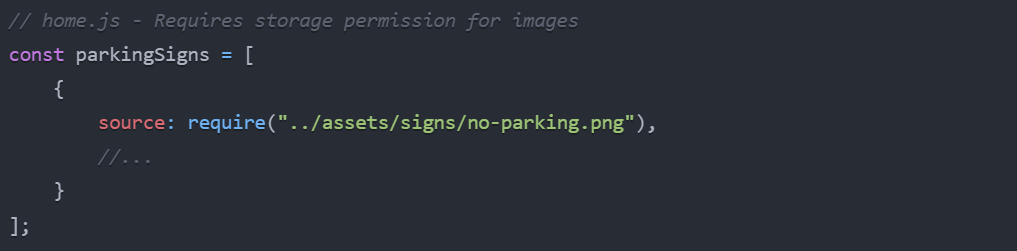 // home.js - Requires storage permission for images
const parkingSigns = [
    {
        source: require("../assets/signs/no-parking.png"),
        //...
    }
];